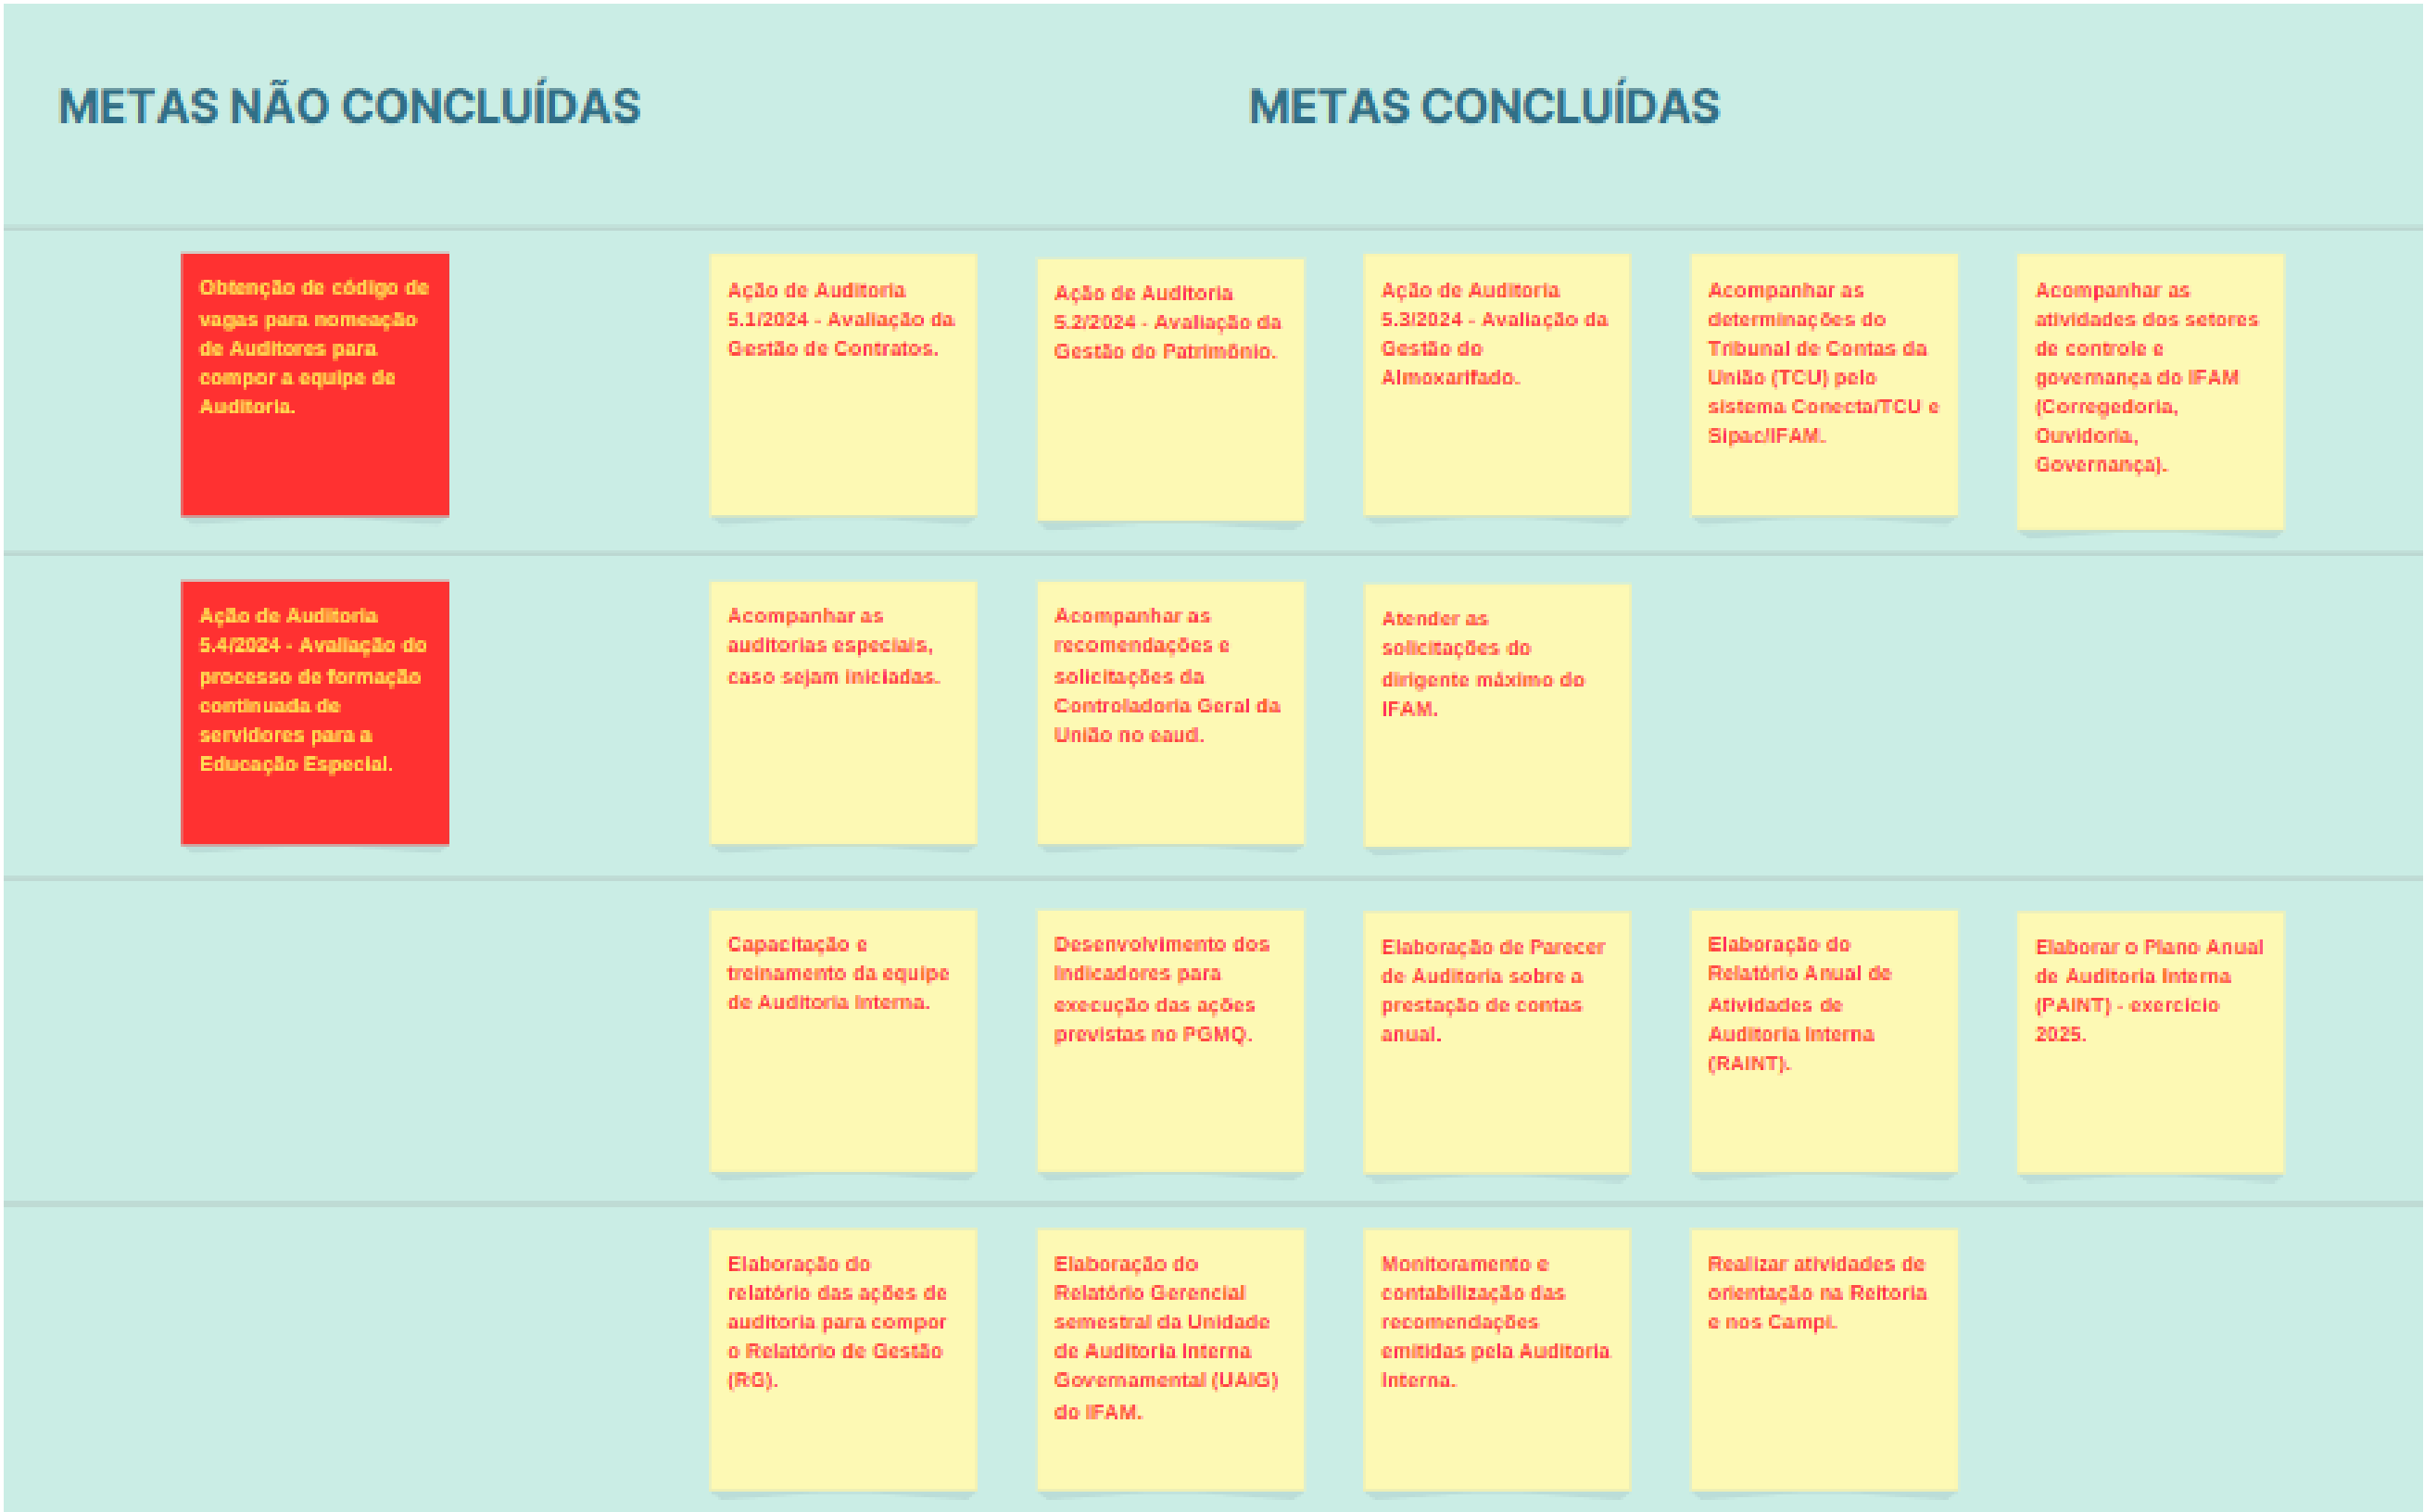 METAS NÃO CONCLUÍDAS
METAS CONCLUÍDAS
Obtenção de código de
vagas para nomeação
de Auditores para
compor a equipe de
Auditoria.
Ação de Auditoria
5.1/2024 - Avaliação da
Gestão de Contratos.
Ação de Auditoria
5.2/2024 - Avaliação da
Gestão do Patrimônio.
Ação de Auditoria
5.3/2024 - Avaliação da
Gestão do
Almoxarifado.
Acompanhar as
determinações do
Tribunal de Contas da
União (TCU) pelo
sistema Conecta/TCU e
Sipac/IFAM.
Acompanhar as
atividades dos setores
de controle e
governança do IFAM
(Corregedoria,
Ouvidoria,
Governança).
Ação de Auditoria
5.4/2024 - Avaliação do
processo de formação
continuada de
servidores para a
Educação Especial.
Acompanhar as
auditorias especiais,
caso sejam iniciadas.
Acompanhar as
recomendações e
solicitações da
Controladoria Geral da
União no eaud.
Atender as
solicitações do
dirigente máximo do
IFAM.
Capacitação e
treinamento da equipe
de Auditoria Interna.
Desenvolvimento dos
Indicadores para
execução das ações
previstas no PGMQ.
Elaboração de Parecer
de Auditoria sobre a
prestação de contas
anual.
Elaboração do
Relatório Anual de
Atividades de
Auditoria Interna
(RAINT).
Elaborar o Plano Anual
de Auditoria Interna
(PAINT) - exercício
2025.
Elaboração do
relatório das ações de
auditoria para compor
o Relatório de Gestão
(RG).
Elaboração do
Relatório Gerencial
semestral da Unidade
de Auditoria Interna
Governamental (UAIG)
do IFAM.
Monitoramento e
contabilização das
recomendações
emitidas pela Auditoria
Interna.
Realizar atividades de
orientação na Reitoria
e nos Campi.